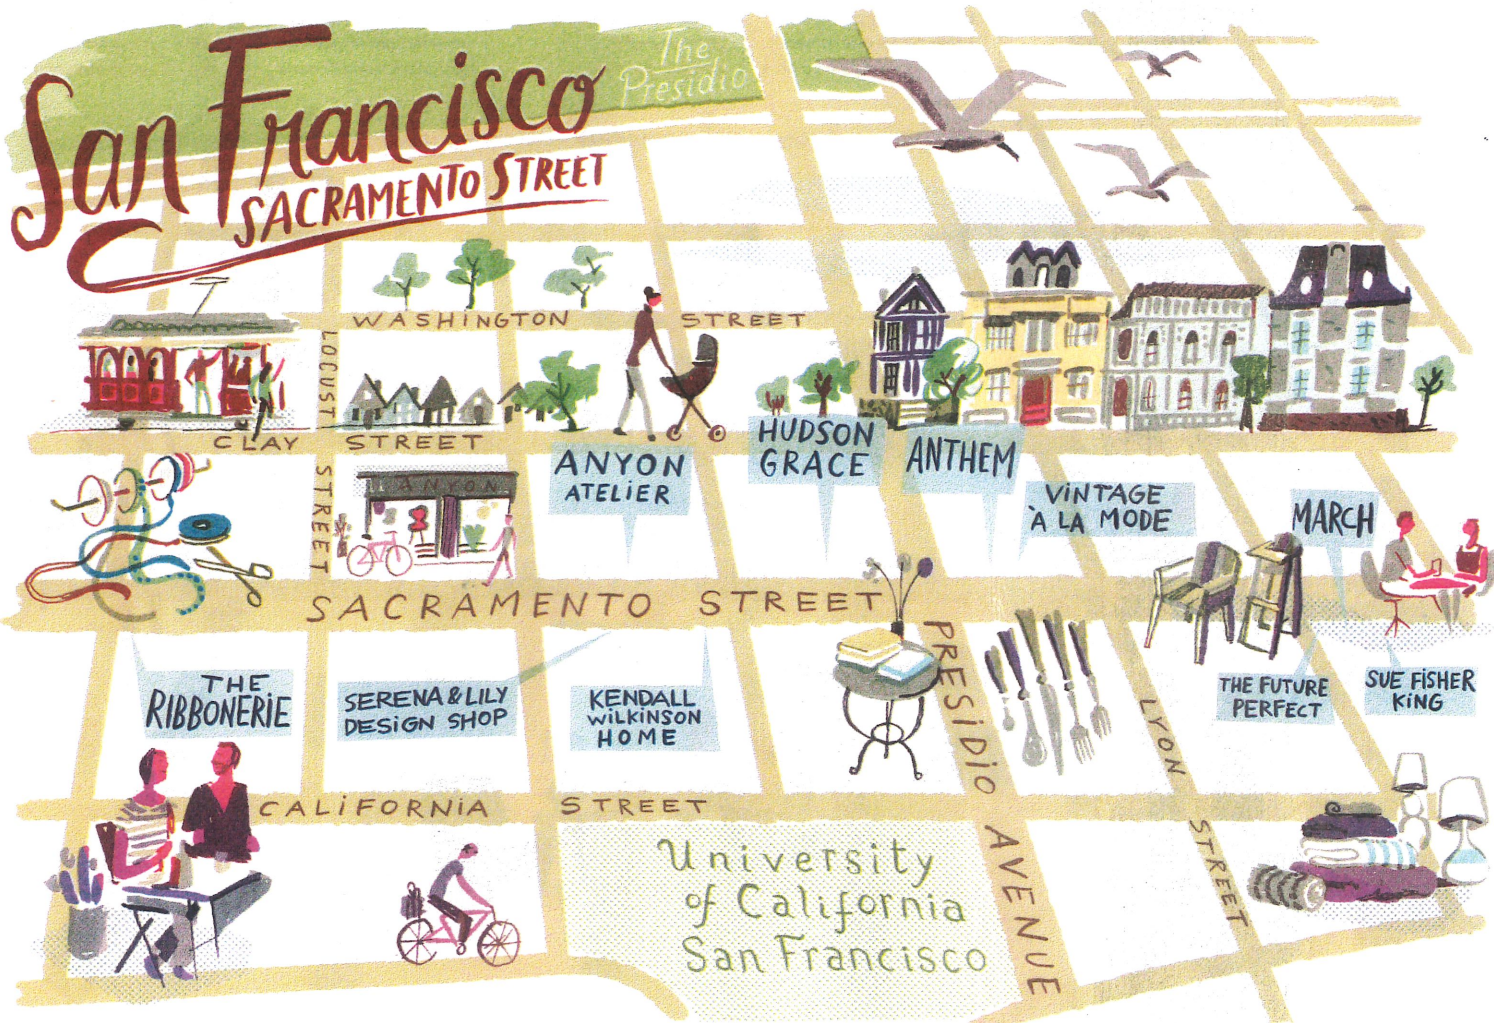 San Francisco
SACRAMENTO STREET
The
Presidio
WASHINGTON STREET
LOCUST STREET
CLAY STREET
ANYON
ANYON
ATELiER
HUDSON
GRACE
ANTHEM
ViNTAGE
À LA MODE
MARCH
SACRAMENTO STREET
THE
RiBBONERiE
SERENA & LiLY
DESiGN SHOP
KENDALL
WiLKiNSON
HOME
PRESiDiO AVENUE
LYON STREET
THE FUTURE
PERFECT
SUE FiSHER
KiNG
CALiFORNiA STREET
University
of California
San Francisco